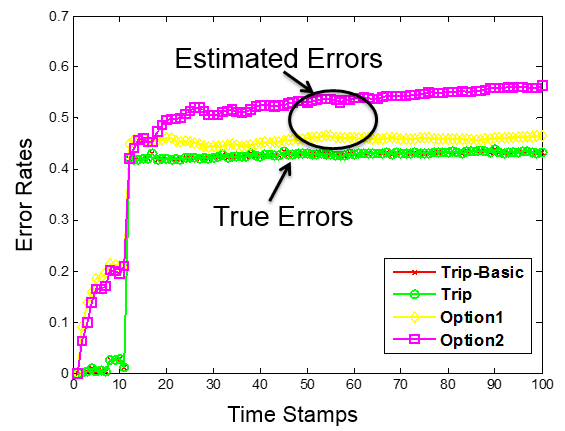 0.7
0.6
0.5
0.4
0.3
0.2
0.1
0
Error Rates
Estimated Errors
True Errors
Trip-Basic
Trip
Option1
Option2
0 10 20 30 40 50 60 70 80 90 100
Time Stamps